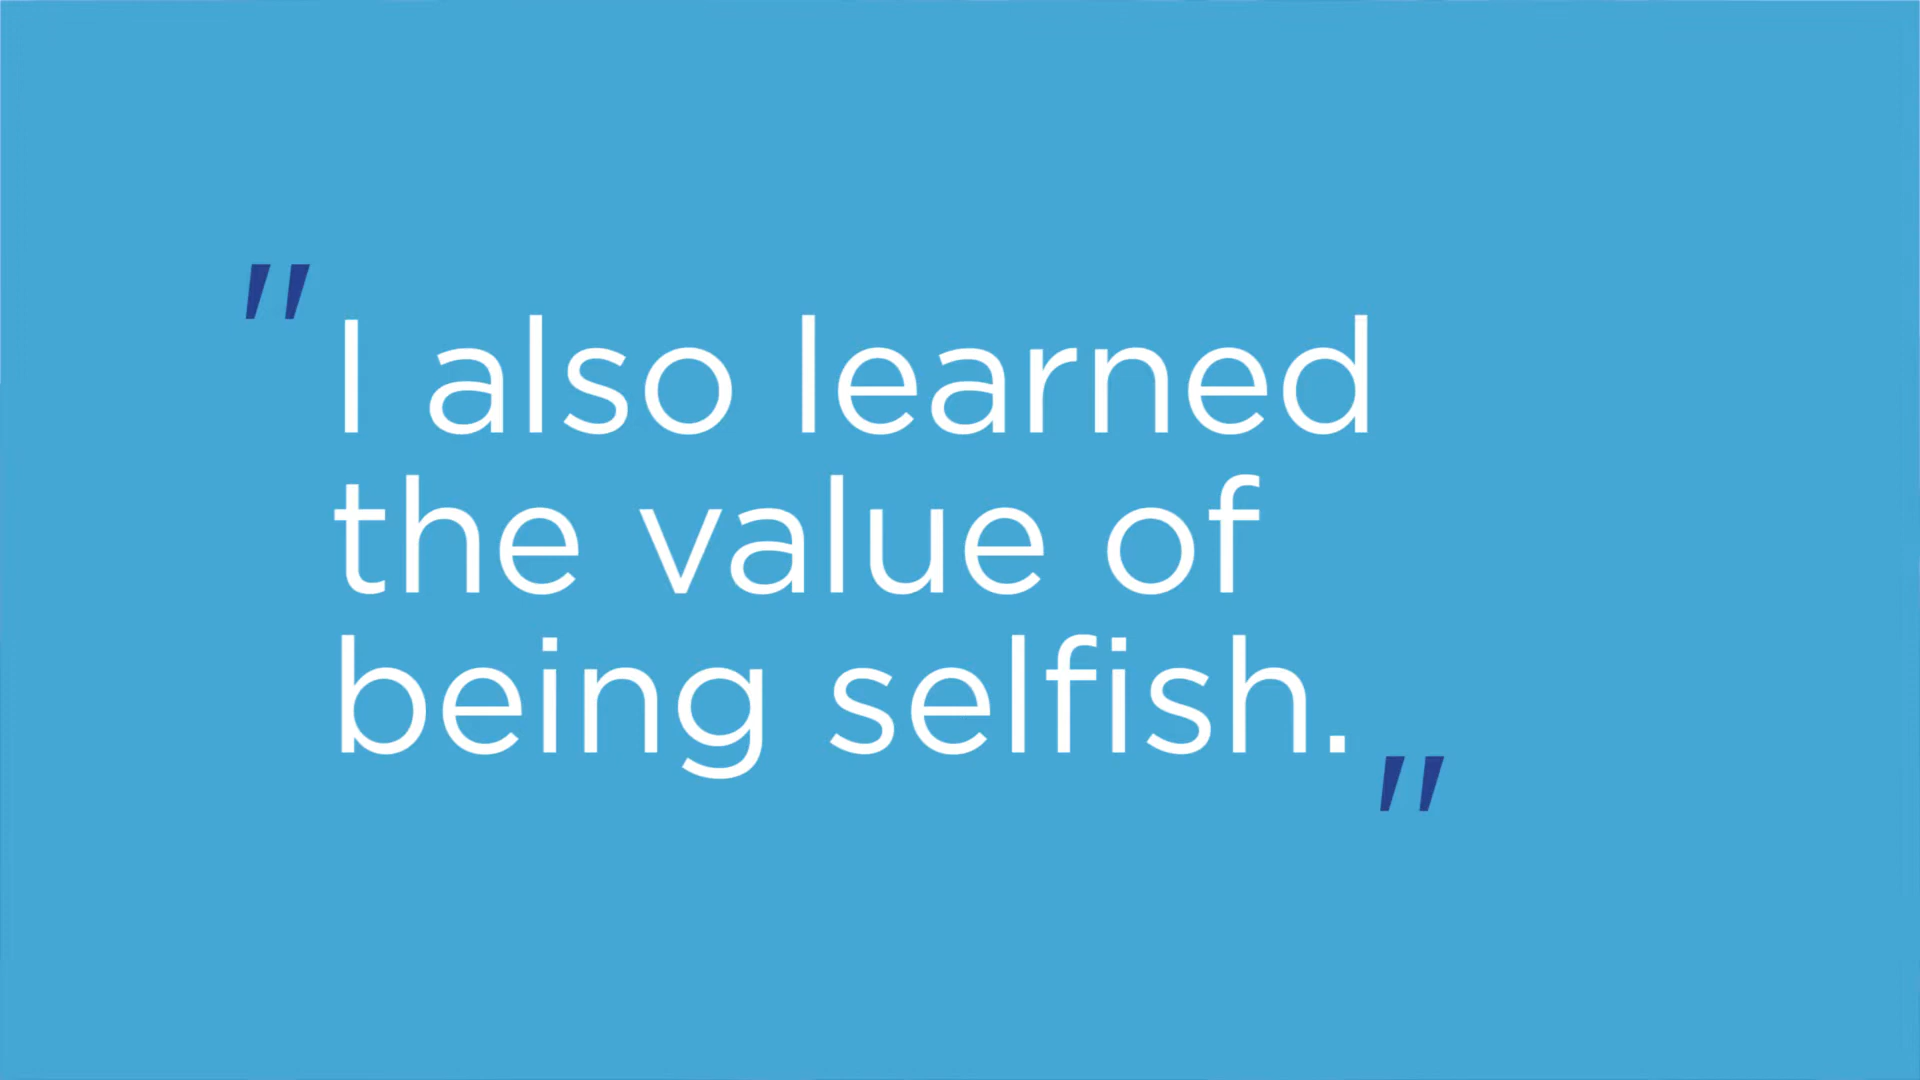 "I also learned
the value of
being selfish."